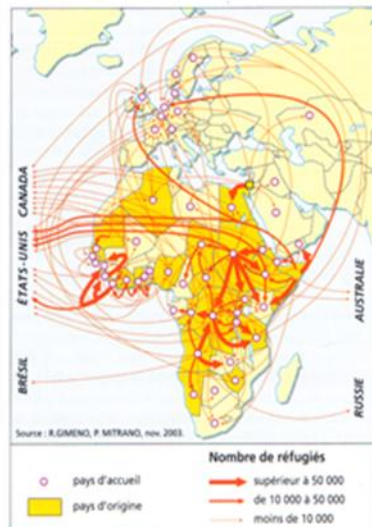 CANADA
ÉTATS-UNIS
BRÉSIL
AUSTRALIE
RUSSIE
Source : R.GIMENO, P. MITRANO, nov. 2003.
pays d'accueil
pays d'origine
Nombre de réfugiés
supérieur à 50 000
de 10 000 à 50 000
moins de 10 000